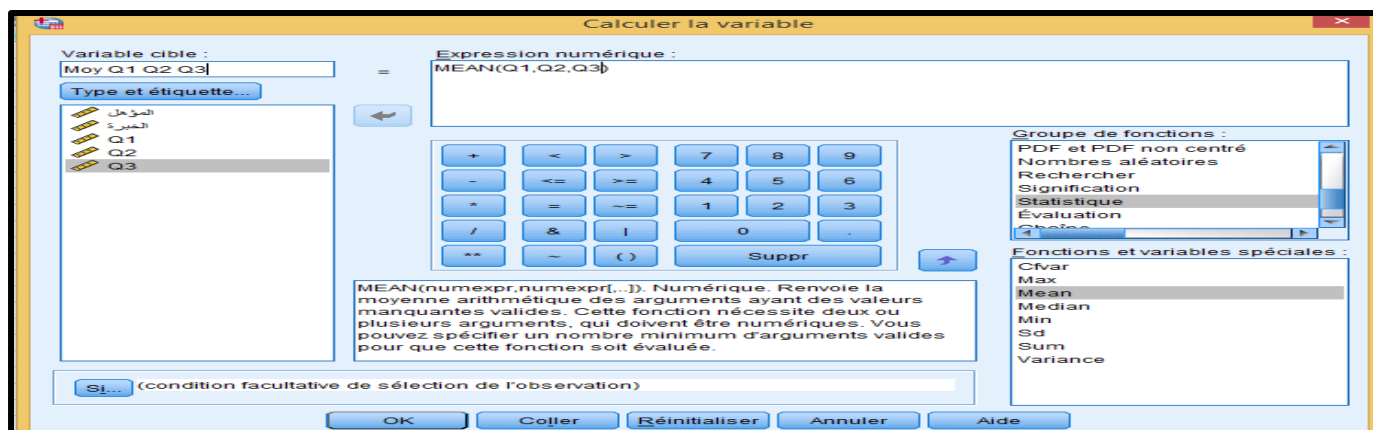 Calculer la variable
Variable cible :
Moy Q1 Q2 Q3
=
Expression numérique :
MEAN(Q1,Q2,Q3)
Type et étiquette...
المؤهل
الخبرة
Q1
Q2
Q3
+ < > 7 8 9
- <= >= 4 5 6
* = ~= 1 2 3
/ & | 0 .
** ~ ( ) Suppr
Groupe de fonctions :
PDF et PDF non centré
Nombres aléatoires
Rechercher
Signification
Statistique
Évaluation
Chaîne
Fonctions et variables spéciales :
Cfvar
Max
Mean
Median
Min
Sd
Sum
Variance
MEAN(numexpr,numexpr[,..]). Numérique. Renvoie la
moyenne arithmétique des arguments ayant des valeurs
manquantes valides. Cette fonction nécessite deux ou
plusieurs arguments, qui doivent être numériques. Vous
pouvez spécifier un nombre minimum d'arguments valides
pour que cette fonction soit évaluée.
Si... (condition facultative de sélection de l'observation)
OK Coller Réinitialiser Annuler Aide